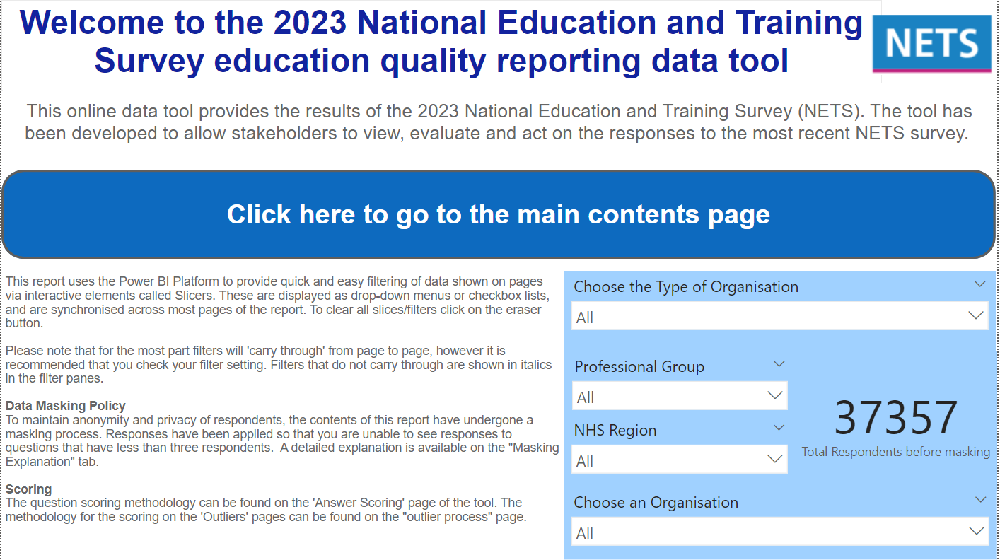 Welcome to the 2023 National Education and Training
Survey education quality reporting data tool
NETS
This online data tool provides the results of the 2023 National Education and Training Survey (NETS). The tool has
been developed to allow stakeholders to view, evaluate and act on the responses to the most recent NETS survey.
Click here to go to the main contents page
This report uses the Power BI Platform to provide quick and easy filtering of data shown on pages
via interactive elements called Slicers. These are displayed as drop-down menus or checkbox lists,
and are synchronised across most pages of the report. To clear all slices/filters click on the eraser
button.
Please note that for the most part filters will 'carry through' from page to page, however it is
recommended that you check your filter setting. Filters that do not carry through are shown in italics
in the filter panes.
Data Masking Policy
To maintain anonymity and privacy of respondents, the contents of this report have undergone a
masking process. Responses have been applied so that you are unable to see responses to
questions that have less than three respondents.  A detailed explanation is available on the "Masking
Explanation" tab.
Scoring
The question scoring methodology can be found on the 'Answer Scoring' page of the tool. The
methodology for the scoring on the 'Outliers' pages can be found on the "outlier process" page.
Choose the Type of Organisation
All
Professional Group
All
NHS Region
All
37357
Total Respondents before masking
Choose an Organisation
All